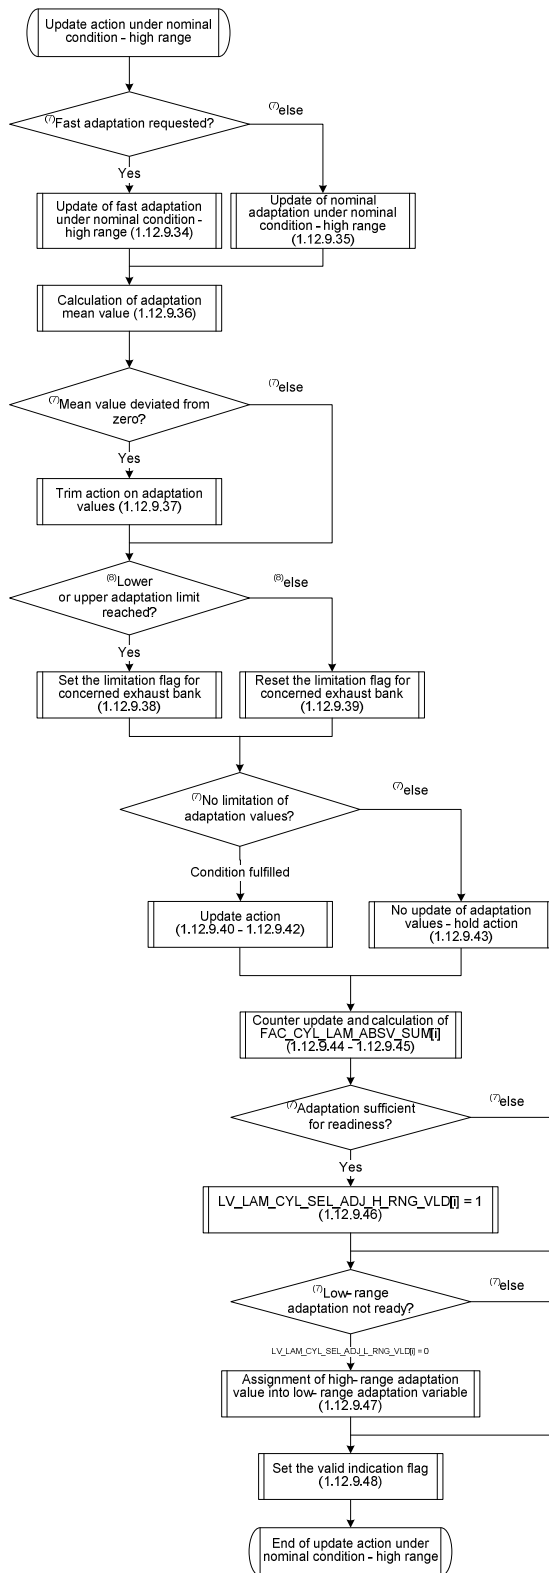 Update action under nominal
condition - high range
(7)Fast adaptation requested?
(7)else
Yes
Update of fast adaptation
under nominal condition -
high range (1.12.9.34)
Update of nominal
adaptation under nominal
condition - high range
(1.12.9.35)
Calculation of adaptation
mean value (1.12.9.36)
(7)Mean value deviated from
zero?
(7)else
Yes
Trim action on adaptation
values (1.12.9.37)
(8)Lower
or upper adaptation limit
reached?
(8)else
Yes
Set the limitation flag for
concerned exhaust bank
(1.12.9.38)
Reset the limitation flag for
concerned exhaust bank
(1.12.9.39)
(7)No limitation of
adaptation values?
(7)else
Condition fulfilled
Update action
(1.12.9.40 - 1.12.9.42)
No update of adaptation
values - hold action
(1.12.9.43)
Counter update and calculation of
FAC_CYL_LAM_ABSV_SUM[i]
(1.12.9.44 - 1.12.9.45)
(7)Adaptation sufficient
for readiness?
(7)else
Yes
LV_LAM_CYL_SEL_ADJ_H_RNG_VLD[i] = 1
(1.12.9.46)
(7)Low-range
adaptation not ready?
(7)else
LV_LAM_CYL_SEL_ADJ_L_RNG_VLD[i] = 0
Assignment of high-range adaptation
value into low-range adaptation variable
(1.12.9.47)
Set the valid indication flag
(1.12.9.48)
End of update action under
nominal condition - high range